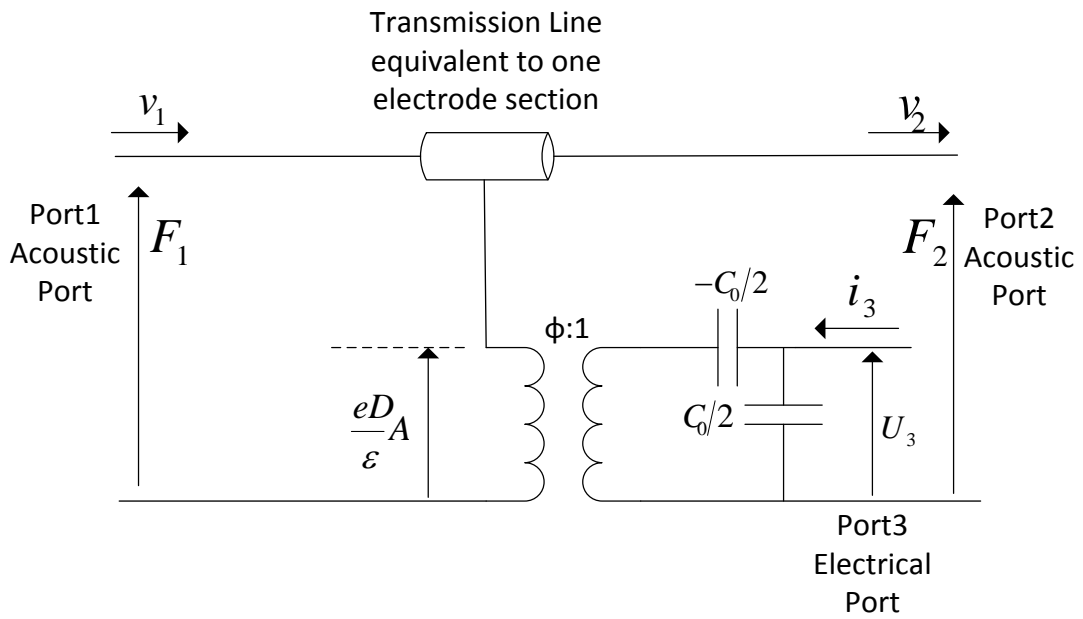 Transmission Line
equivalent to one
electrode section
v₁
v₂
Port1
Acoustic
Port
F₁
F₂
Port2
Acoustic
Port
−C₀/2
i₃
ϕ:1
eD/ε A
C₀/2
U₃
Port3
Electrical
Port